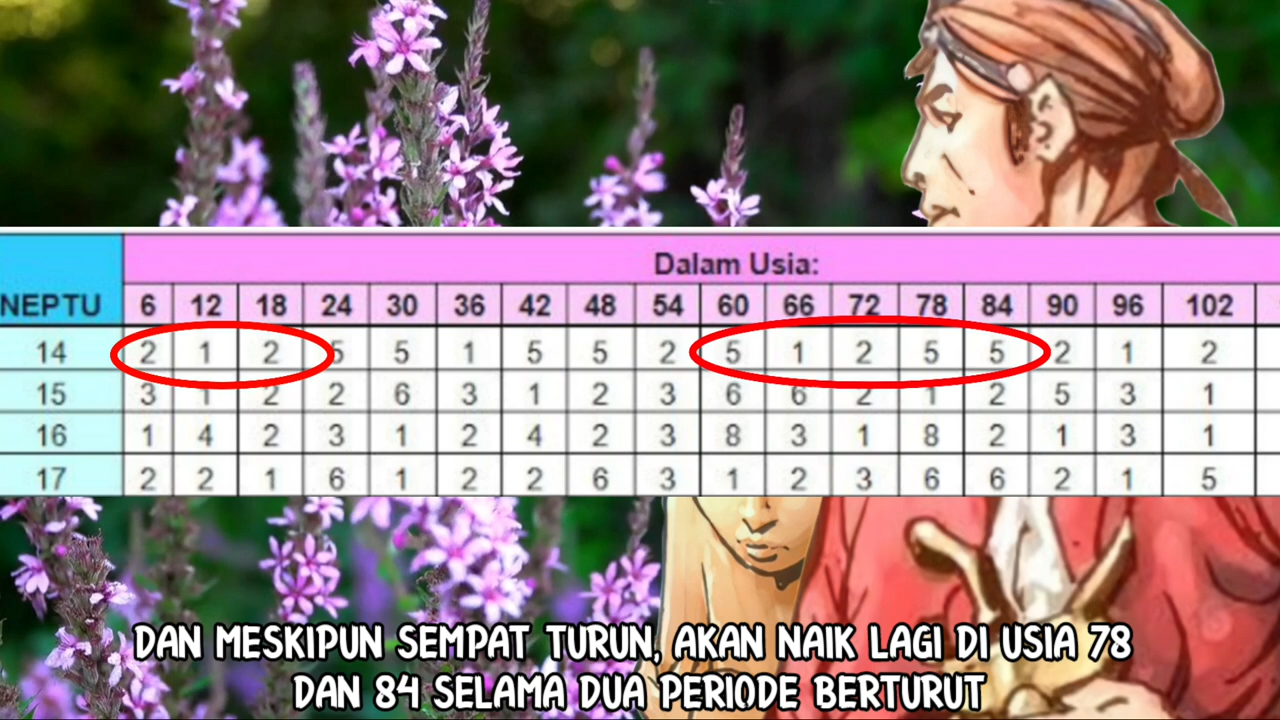 Dalam Usia:
NEPTU 6 12 18 24 30 36 42 48 54 60 66 72 78 84 90 96 102
14 2 1 2 5 5 1 5 5 2 5 1 2 5 5 2 1 2
15 3 1 2 2 6 3 1 2 3 6 6 2 1 2 5 3 1
16 1 4 2 3 1 2 4 2 3 8 3 1 8 2 1 3 1
17 2 2 1 6 1 2 2 6 3 1 2 3 6 6 2 1 5
DAN MESKIPUN SEMPAT TURUN, AKAN NAIK LAGI DI USIA 78
DAN 84 SELAMA DUA PERIODE BERTURUT